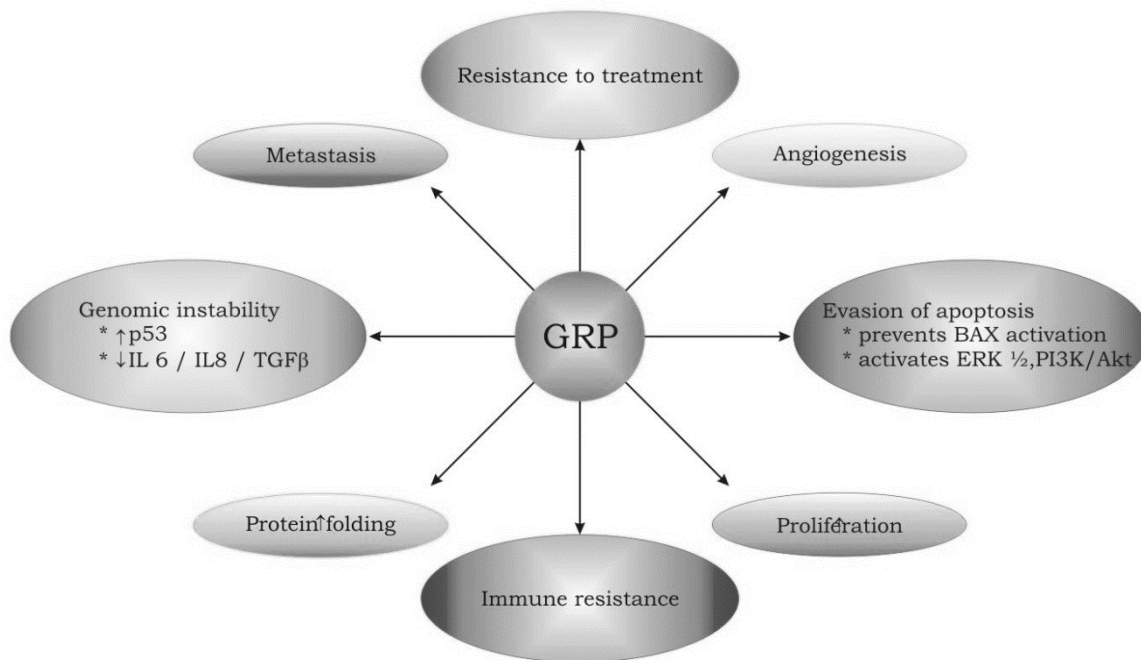 Resistance to treatment
Metastasis
Angiogenesis
Genomic instability
* ↑p53
* ↓IL 6 / IL8 / TGFβ
GRP
Evasion of apoptosis
* prevents BAX activation
* activates ERK ½,PI3K/Akt
Protein↑folding
Proliferation↑
Immune resistance